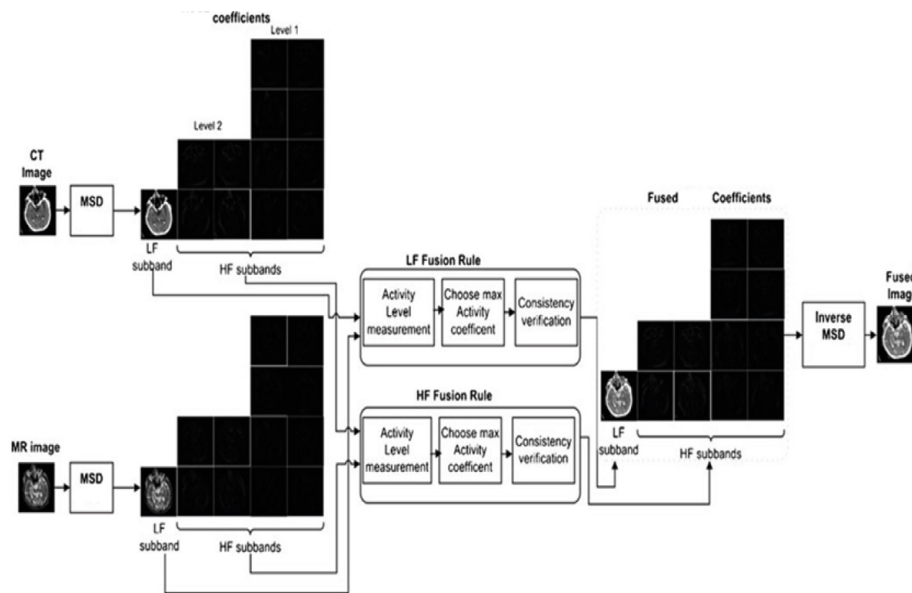 coefficients
Level 1
Level 2
CT
Image
MSD
LF
subband
HF subbands
LF Fusion Rule
Activity
Level
measurement
Choose max
Activity
coefficent
Consistency
verification
Fused
Coefficients
Fused
Image
Inverse
MSD
LF
subband
HF subbands
HF Fusion Rule
Activity
Level
measurement
Choose max
Activity
coefficent
Consistency
verification
MR image
MSD
LF
subband
HF subbands